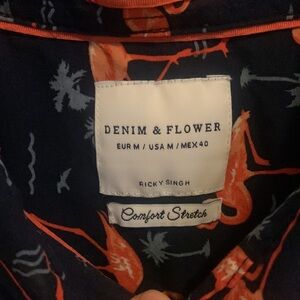 DENIM & FLOWER
EUR M / USA M / MEX 40
RICKY SINGH
Comfort Stretch